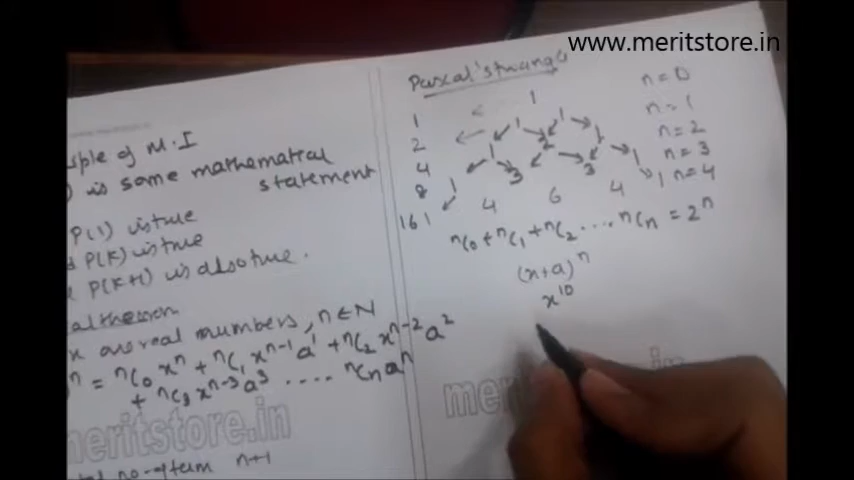 www.meritstore.in
ple of M.I
) is some mathematical
statement
P(1) is true
P(K) is true
P(K+1) is also true.
al theorem
x are real numbers, n ∈ N
n = nC0 xⁿ + nC1 xⁿ⁻¹ a¹ + nC2 xⁿ⁻² a²
+ nC3 xⁿ⁻³ a³ .... nCn aⁿ
no. of term n+1
meritstore.in
Pascal's triangle
1 < 1 n = 0
2 ← 1 1 n = 1
4 1 2 1 n = 2
8 1 3 3 1 n = 3
16 1 4 6 4 1 n = 4
nC0 + nC1 + nC2 .... nCn = 2ⁿ
(x+a)ⁿ
x¹⁰